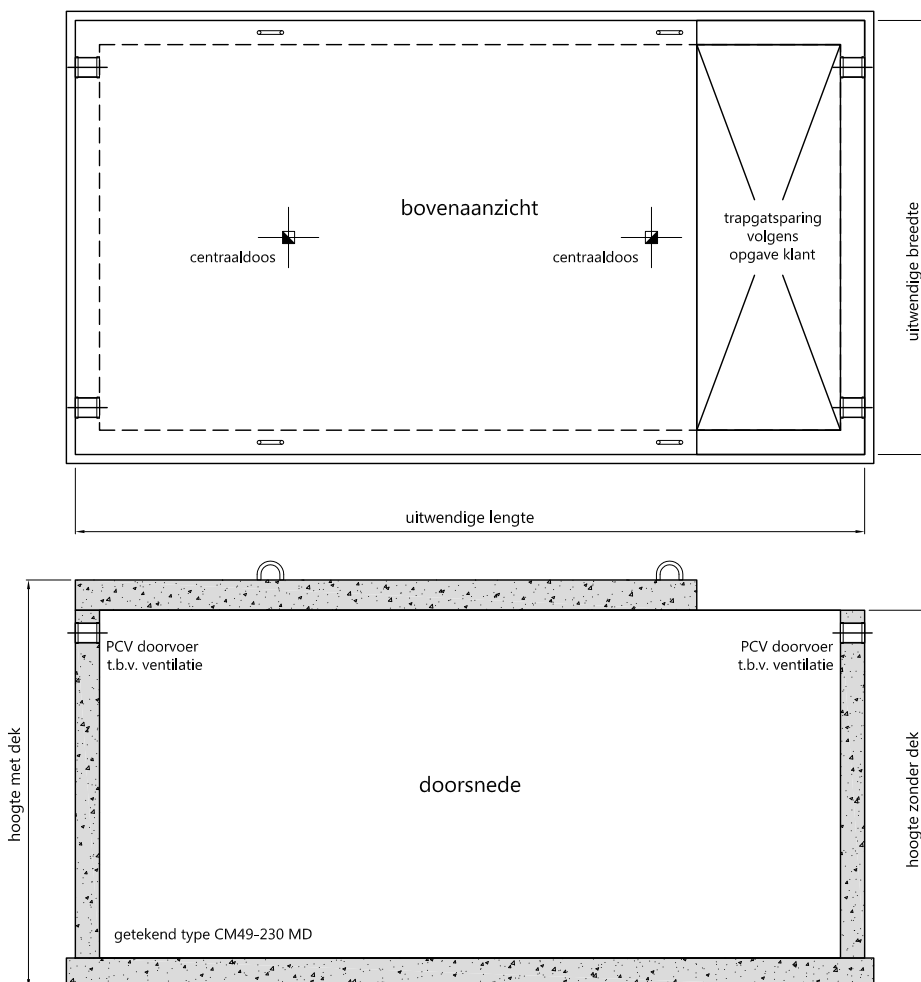 bovenaanzicht
centraaldoos
centraaldoos
trapgatsparing
volgens
opgave klant
uitwendige breedte
uitwendige lengte
PCV doorvoer
t.b.v. ventilatie
PCV doorvoer
t.b.v. ventilatie
hoogte met dek
doorsnede
hoogte zonder dek
getekend type CM49-230 MD